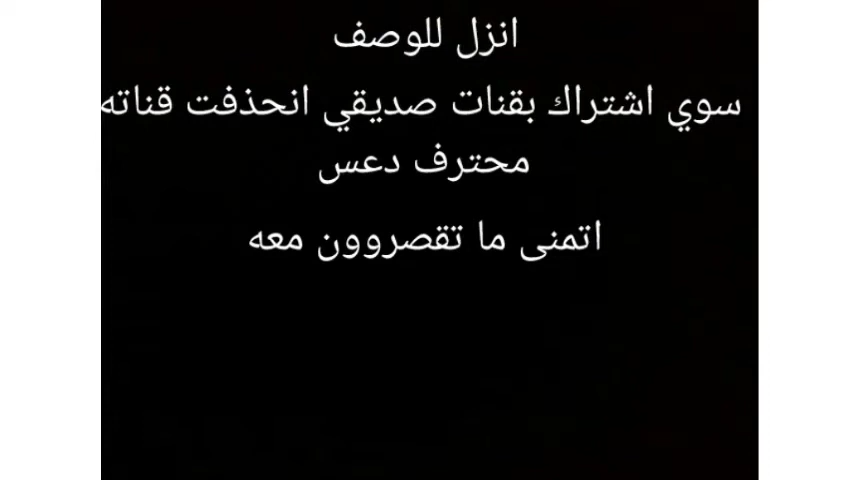 انزل للوصف
سوي اشتراك بقنات صديقي انحذفت قناته
محترف دعس
اتمنى ما تقصروون معه